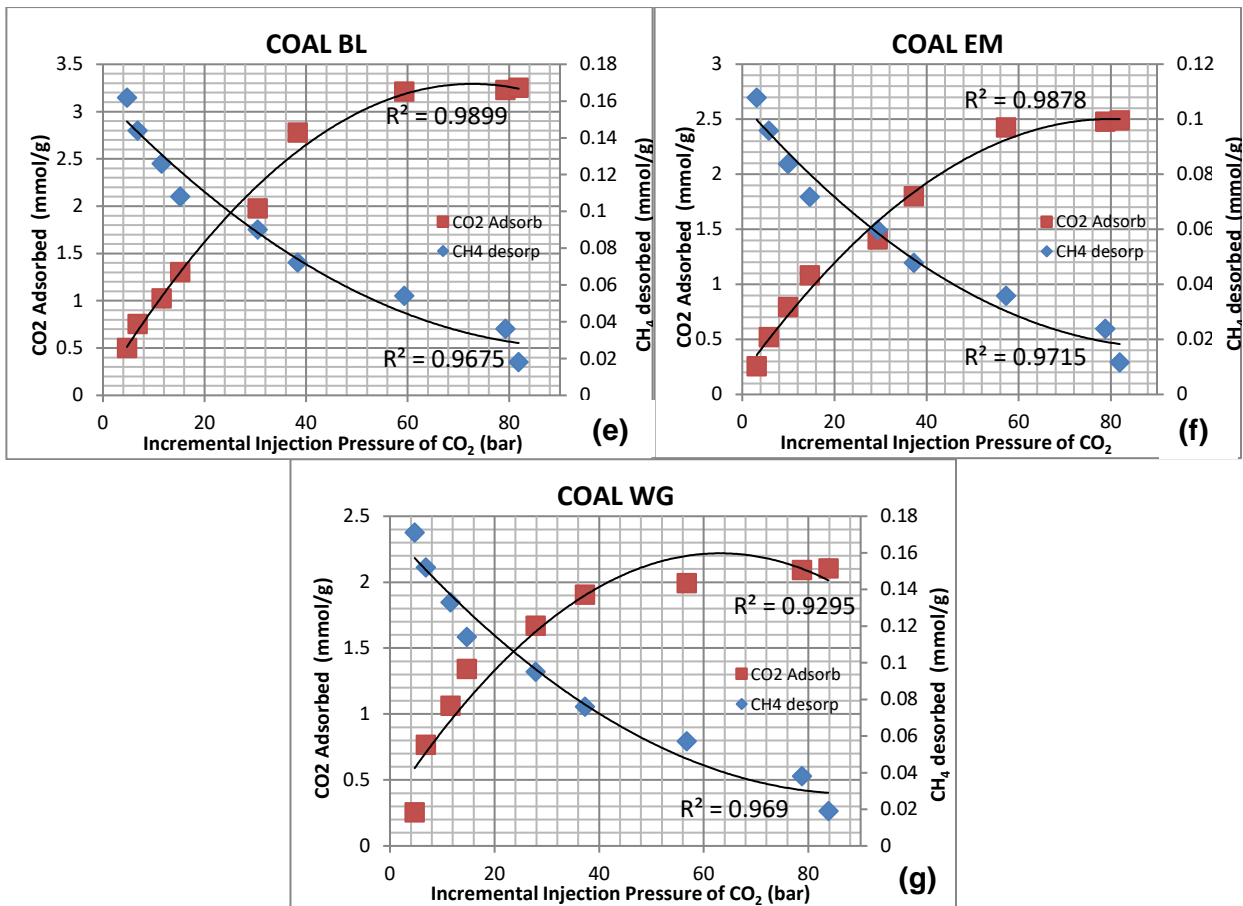 COAL BL
CO2 Adsorbed (mmol/g)
3.5
3
2.5
2
1.5
1
0.5
0
0.18
0.16
0.14
0.12
0.1
0.08
0.06
0.04
0.02
0
CH₄ desorbed (mmol/g)
R² = 0.9899
CO2 Adsorb
CH4 desorp
R² = 0.9675
0 20 40 60 80
Incremental Injection Pressure of CO₂ (bar)
(e)
COAL EM
CO2 Adsorbed (mmol/g)
3
2.5
2
1.5
1
0.5
0
0.12
0.1
0.08
0.06
0.04
0.02
0
CH₄ desorbed (mmol/g)
R² = 0.9878
CO2 Adsorb
CH4 desorp
R² = 0.9715
0 20 40 60 80
Incremental Injection Pressure of CO₂
(f)
COAL WG
CO2 Adsorbed (mmol/g)
2.5
2
1.5
1
0.5
0
0.18
0.16
0.14
0.12
0.1
0.08
0.06
0.04
0.02
0
CH₄ desorbed (mmol/g)
R² = 0.9295
CO2 Adsorb
CH4 desorp
R² = 0.969
0 20 40 60 80
Incremental Injection Pressure of CO₂ (bar)
(g)